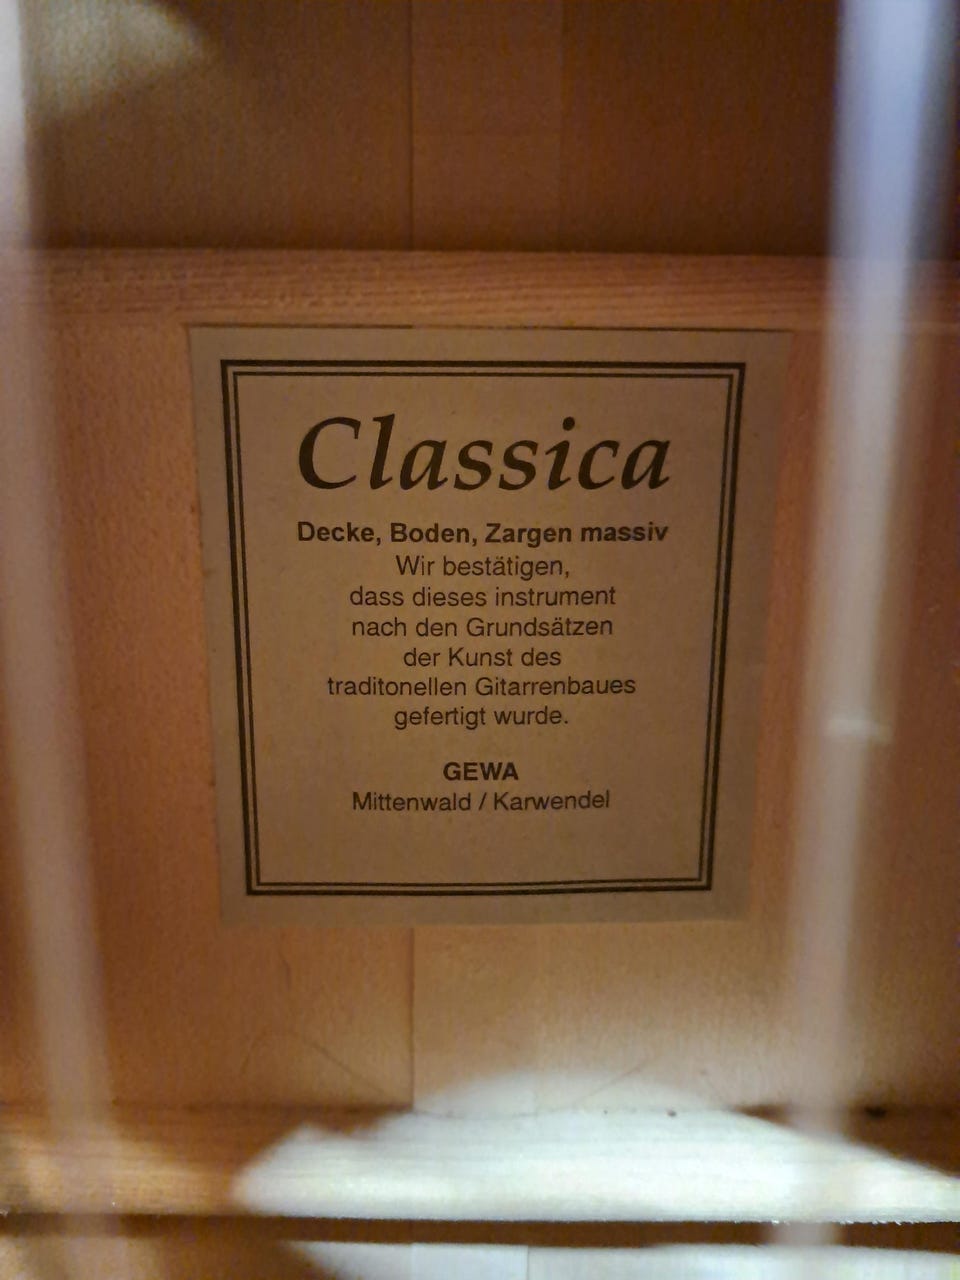 Classica
Decke, Boden, Zargen massiv
Wir bestätigen,
dass dieses instrument
nach den Grundsätzen
der Kunst des
traditonellen Gitarrenbaues
gefertigt wurde.
GEWA
Mittenwald / Karwendel